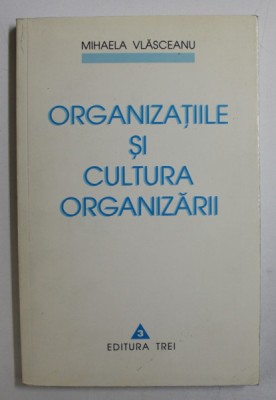 MIHAELA VLĂSCEANU
ORGANIZAȚIILE
ȘI
CULTURA
ORGANIZĂRII
3
EDITURA TREI